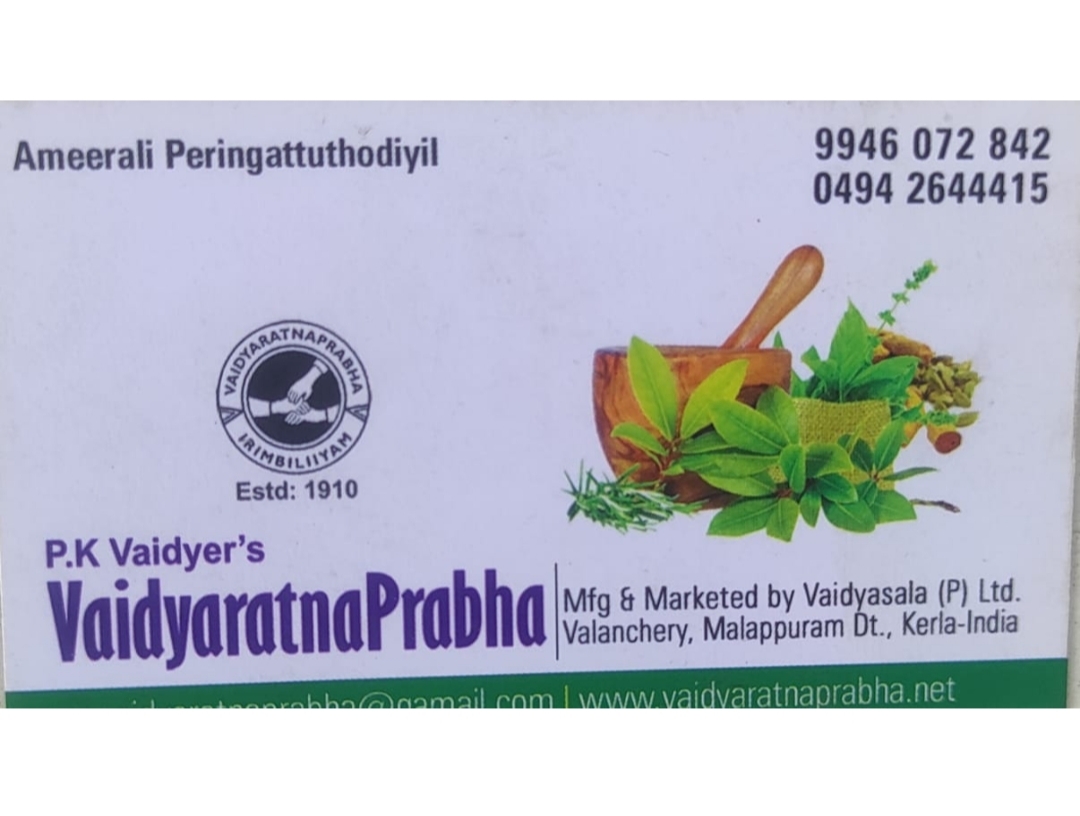 Ameerali Peringattuthodiyil
9946 072 842
0494 2644415
VAIDYARATNAPRABHA
IRIMBILIIYAM
Estd: 1910
P.K Vaidyer's
VaidyaratnaPrabha
Mfg & Marketed by Vaidyasala (P) Ltd.
Valanchery, Malappuram Dt., Kerla-India
www.vaidyaratnaprabha.net